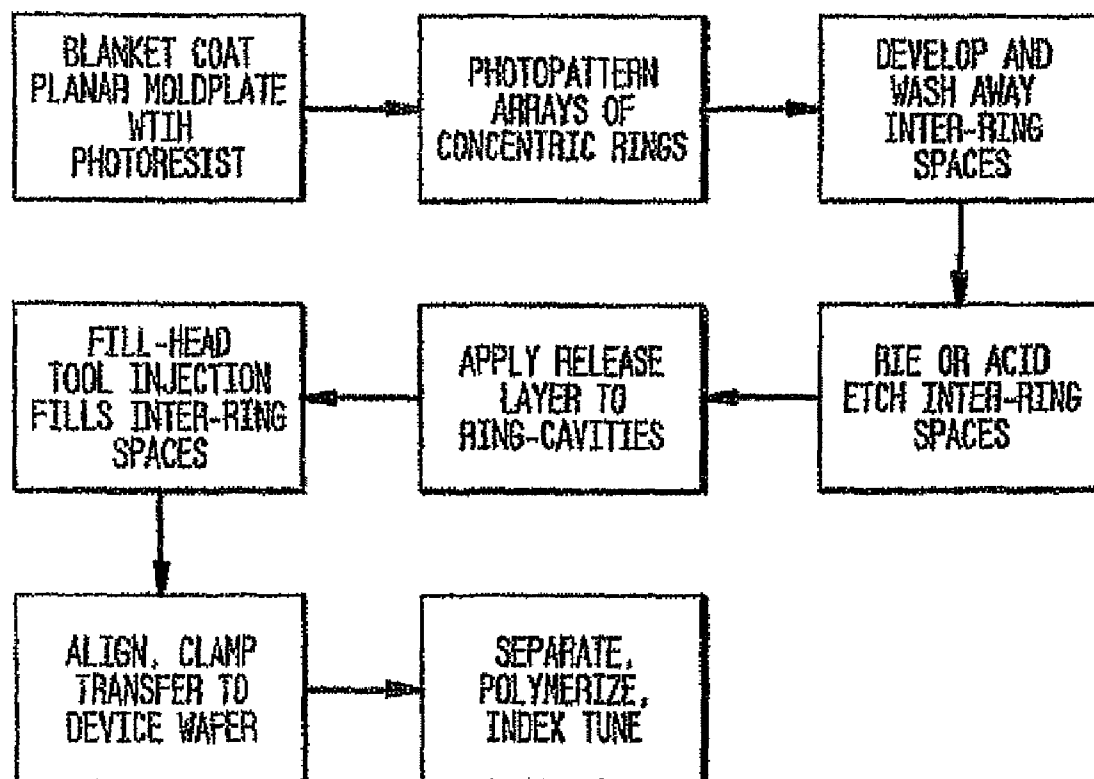 BLANKET COAT
PLANAR MOLDPLATE
WTIH
PHOTORESIST
PHOTOPATTERN
ARRAYS OF
CONCENTRIC RINGS
DEVELOP AND
WASH AWAY
INTER-RING
SPACES
RIE OR ACID
ETCH INTER-RING
SPACES
APPLY RELEASE
LAYER TO
RING-CAVITIES
FILL-HEAD
TOOL INJECTION
FILLS INTER-RING
SPACES
ALIGN, CLAMP
TRANSFER TO
DEVICE WAFER
SEPARATE,
POLYMERIZE,
INDEX TUNE